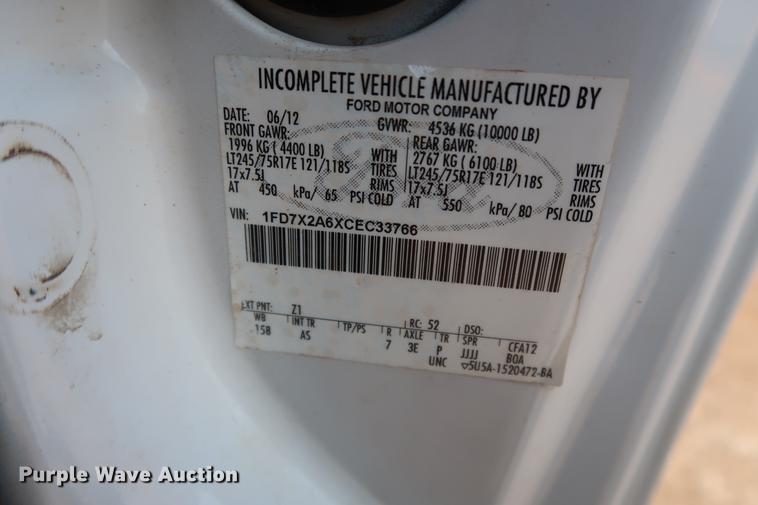 INCOMPLETE VEHICLE MANUFACTURED BY
FORD MOTOR COMPANY
DATE: 06/12 GVWR: 4536 KG (10000 LB)
FRONT GAWR: REAR GAWR:
1996 KG ( 4400 LB) WITH 2767 KG ( 6100 LB) WITH
LT245/75R17E 121/118S TIRES LT245/75R17E 121/118S TIRES
17x7.5J RIMS 17x7.5J RIMS
AT 450 kPa/ 65 PSI COLD AT 550 kPa/ 80 PSI COLD
VIN: 1FD7X2A6XCEC33766
Ford
EXT PNT: Z1 RC: 52 DSO:
WB INT TR TP/PS R AXLE TR SPR CFA12
158 AS 7 3E P JJJJ BOA
UNC ▽5U5A-1520472-BA
Purple Wave Auction